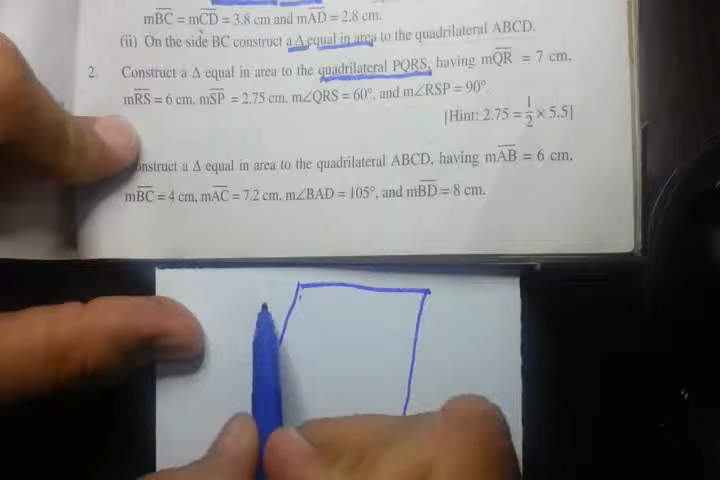 mBC = mCD = 3.8 cm and mAD = 2.8 cm.
(ii) On the side BC construct a Δ equal in area to the quadrilateral ABCD.
2. Construct a Δ equal in area to the quadrilateral PQRS, having mQR = 7 cm,
mRS = 6 cm, mSP = 2.75 cm, m∠QRS = 60°, and m∠RSP = 90°.
[Hint: 2.75 = 1/2 × 5.5]
onstruct a Δ equal in area to the quadrilateral ABCD, having mAB = 6 cm,
mBC = 4 cm, mAC = 7.2 cm, m∠BAD = 105°, and mBD = 8 cm.